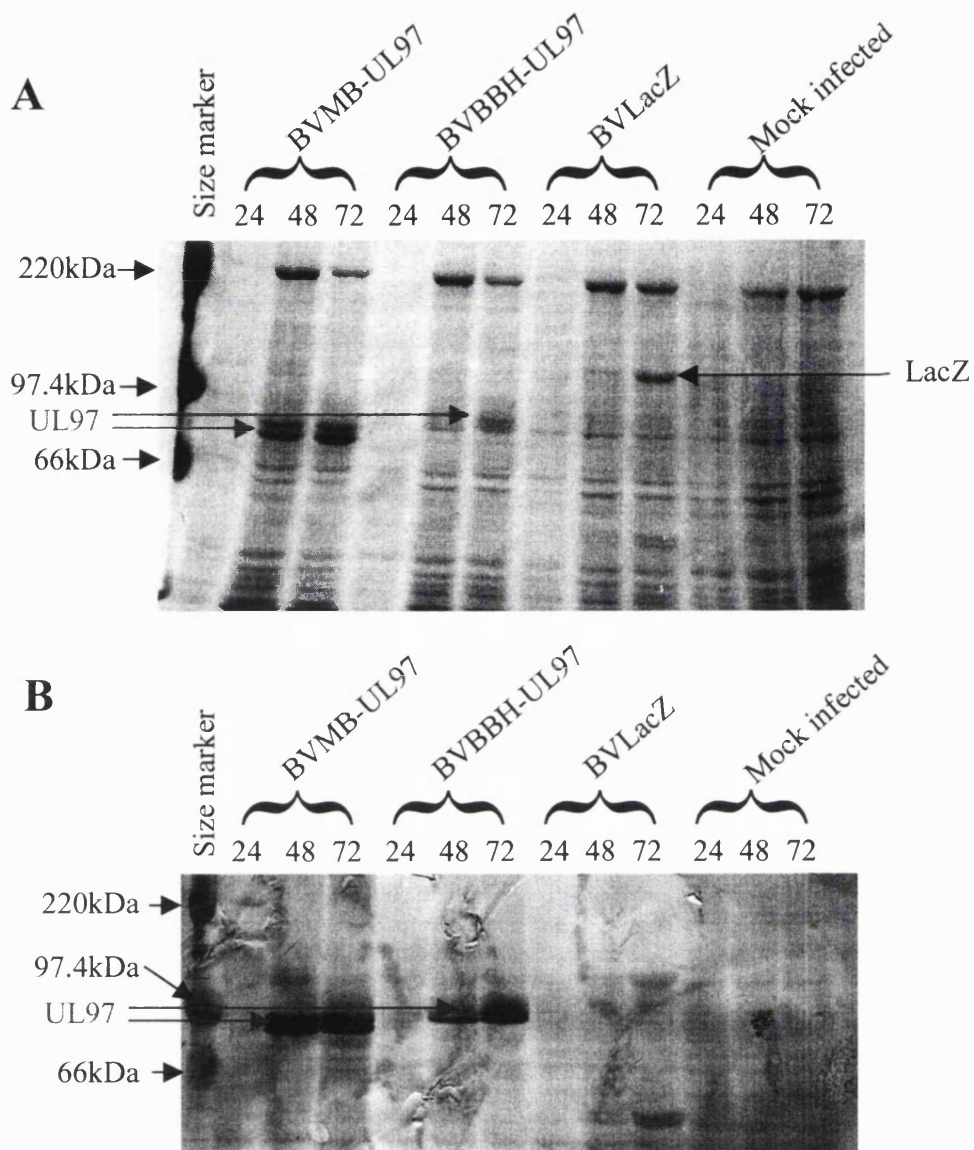 A
Size marker
BVMB-UL97
BVBBH-UL97
BVLacZ
Mock infected
24 48 72 24 48 72 24 48 72 24 48 72
220kDa
97.4kDa
LacZ
UL97
66kDa
B
Size marker
BVMB-UL97
BVBBH-UL97
BVLacZ
Mock infected
24 48 72 24 48 72 24 48 72 24 48 72
220kDa
97.4kDa
UL97
66kDa